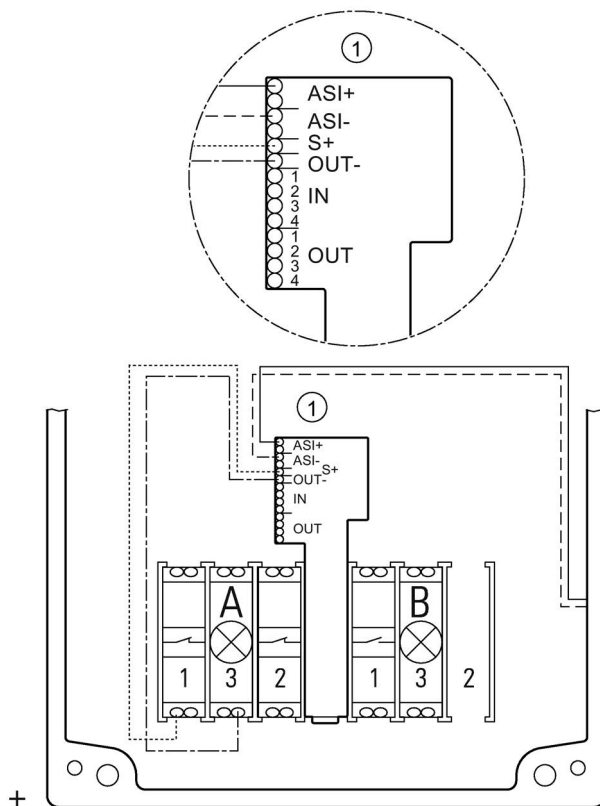 ①
ASI+
ASI-
S+
OUT-
1
2 IN
3
4
1
2 OUT
3
4
①
ASI+
ASI-
S+
OUT-
IN
OUT
A B
1 3 2 1 3 2
+